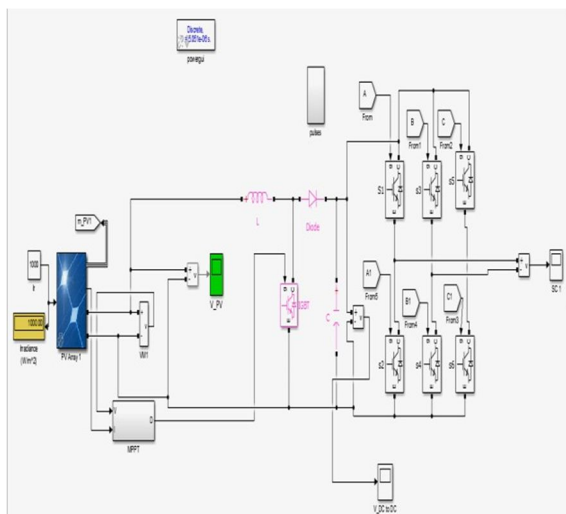 Discrete,
powergui
pulses
A
From
B
From1
C
From2
S1
s3
s5
m_PV1
L
Diode
1000
Ir
1000.00
Irradiance
(W/m^2)
PV Array 1
VM1
V_PV
IGBT
C
A1
From5
B1
From4
C1
From3
s2
s4
s6
SC 1
V
I
D
MPPT
V_DC to DC